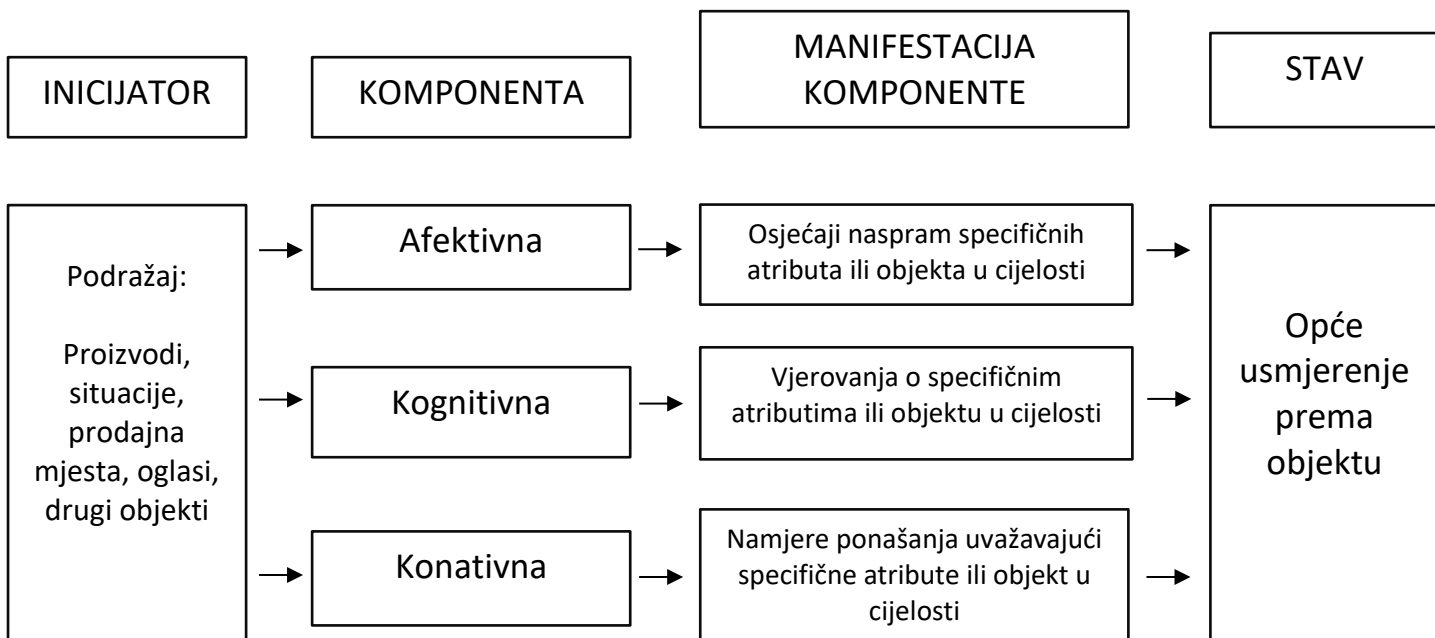 INICIJATOR
KOMPONENTA
MANIFESTACIJA
KOMPONENTE
STAV
Podražaj:
Proizvodi,
situacije,
prodajna
mjesta, oglasi,
drugi objekti
Afektivna
Osjećaji naspram specifičnih
atributa ili objekta u cijelosti
Kognitivna
Vjerovanja o specifičnim
atributima ili objektu u cijelosti
Konativna
Namjere ponašanja uvažavajući
specifične atribute ili objekt u
cijelosti
Opće
usmjerenje
prema
objektu